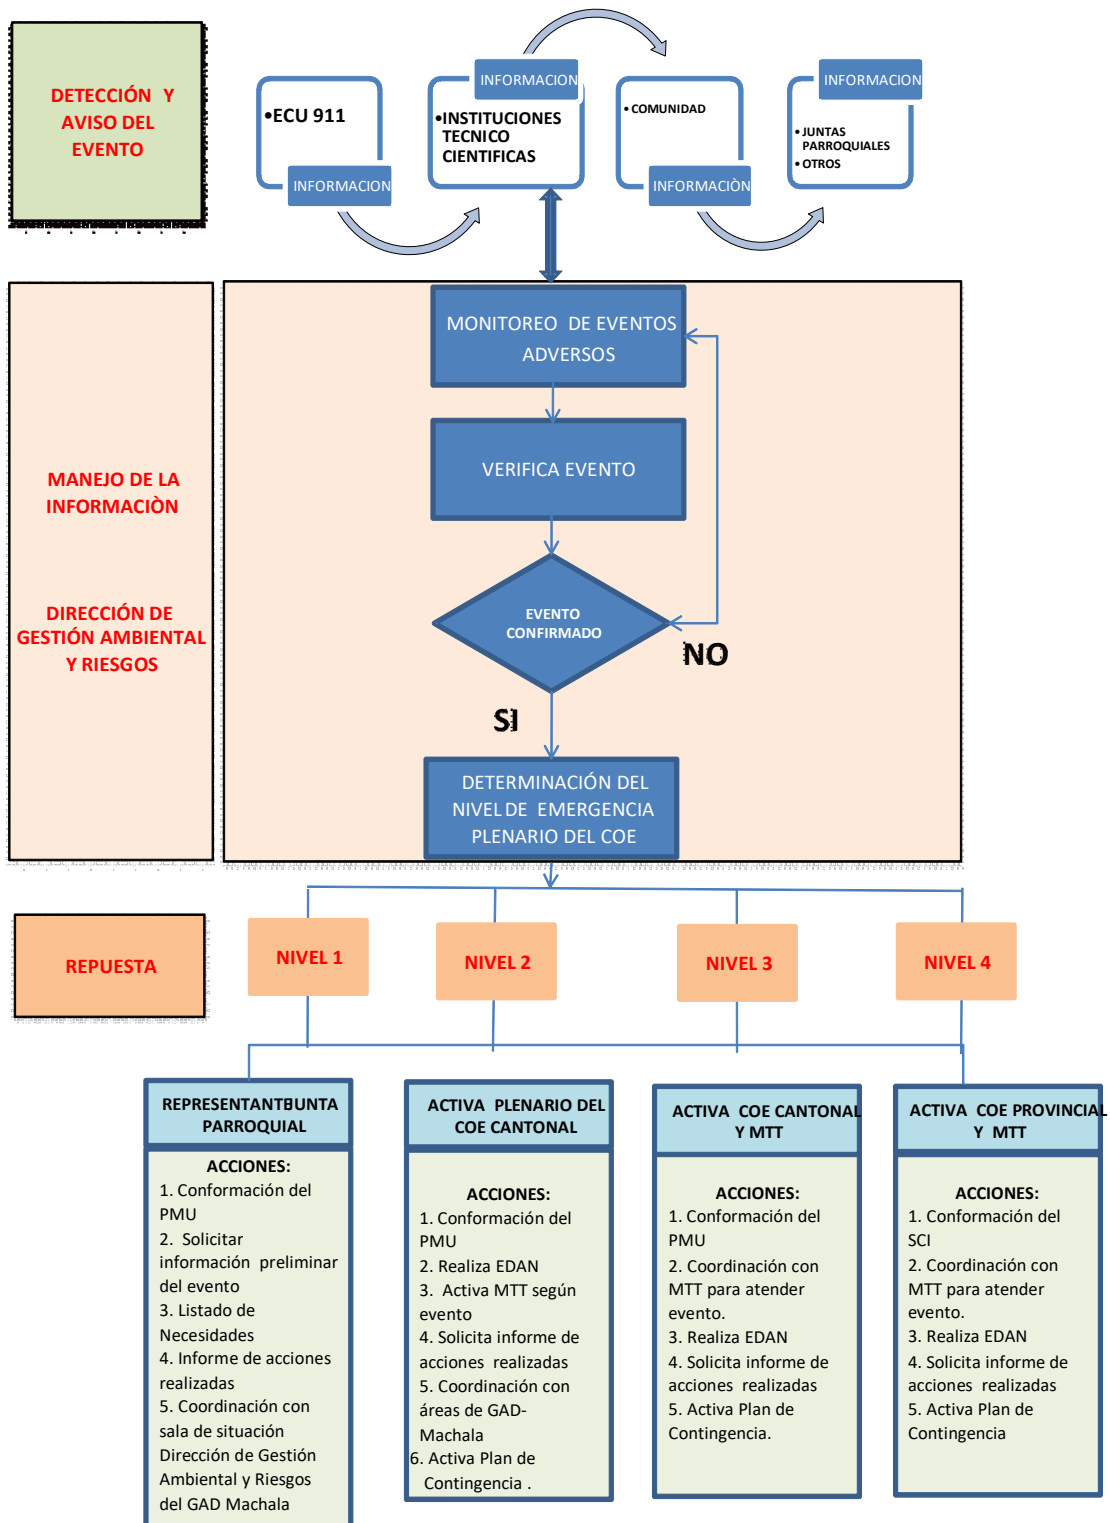 DETECCIÓN Y
AVISO DEL
EVENTO
•ECU 911
INFORMACION
INFORMACION
•INSTITUCIONES
TECNICO
CIENTIFICAS
•COMUNIDAD
INFORMACIÒN
INFORMACION
•JUNTAS
PARROQUIALES
•OTROS
MANEJO DE LA
INFORMACIÒN
DIRECCIÓN DE
GESTIÓN AMBIENTAL
Y RIESGOS
MONITOREO DE EVENTOS
ADVERSOS
VERIFICA EVENTO
EVENTO
CONFIRMADO
NO
SI
DETERMINACIÓN DEL
NIVEL DE EMERGENCIA
PLENARIO DEL COE
REPUESTA
NIVEL 1
NIVEL 2
NIVEL 3
NIVEL 4
REPRESENTANTE JUNTA
PARROQUIAL
ACCIONES:
1. Conformación del
PMU
2. Solicitar
información preliminar
del evento
3. Listado de
Necesidades
4. Informe de acciones
realizadas
5. Coordinación con
sala de situación
Dirección de Gestión
Ambiental y Riesgos
del GAD Machala
ACTIVA PLENARIO DEL
COE CANTONAL
ACCIONES:
1. Conformación del
PMU
2. Realiza EDAN
3. Activa MTT según
evento
4. Solicita informe de
acciones realizadas
5. Coordinación con
áreas de GAD-
Machala
6. Activa Plan de
Contingencia .
ACTIVA COE CANTONAL
Y MTT
ACCIONES:
1. Conformación del
PMU
2. Coordinación con
MTT para atender
evento.
3. Realiza EDAN
4. Solicita informe de
acciones realizadas
5. Activa Plan de
Contingencia.
ACTIVA COE PROVINCIAL
Y MTT
ACCIONES:
1. Conformación del
SCI
2. Coordinación con
MTT para atender
evento.
3. Realiza EDAN
4. Solicita informe de
acciones realizadas
5. Activa Plan de
Contingencia